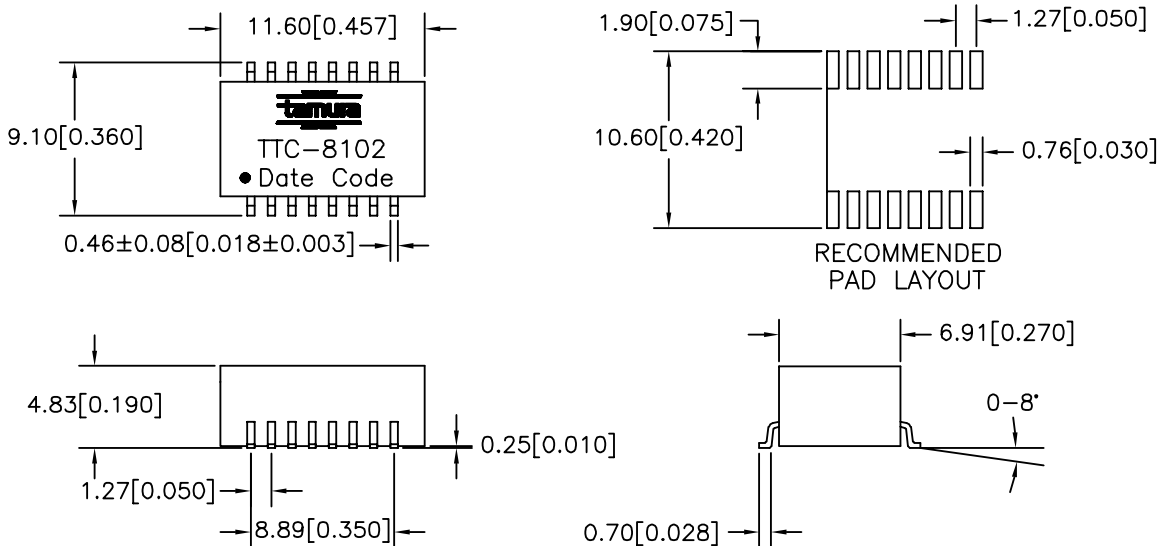 11.60[0.457]
9.10[0.360]
tamura
TTC-8102
Date Code
0.46±0.08[0.018±0.003]
1.90[0.075]
1.27[0.050]
10.60[0.420]
0.76[0.030]
RECOMMENDED
PAD LAYOUT
4.83[0.190]
0.25[0.010]
1.27[0.050]
8.89[0.350]
6.91[0.270]
0-8°
0.70[0.028]